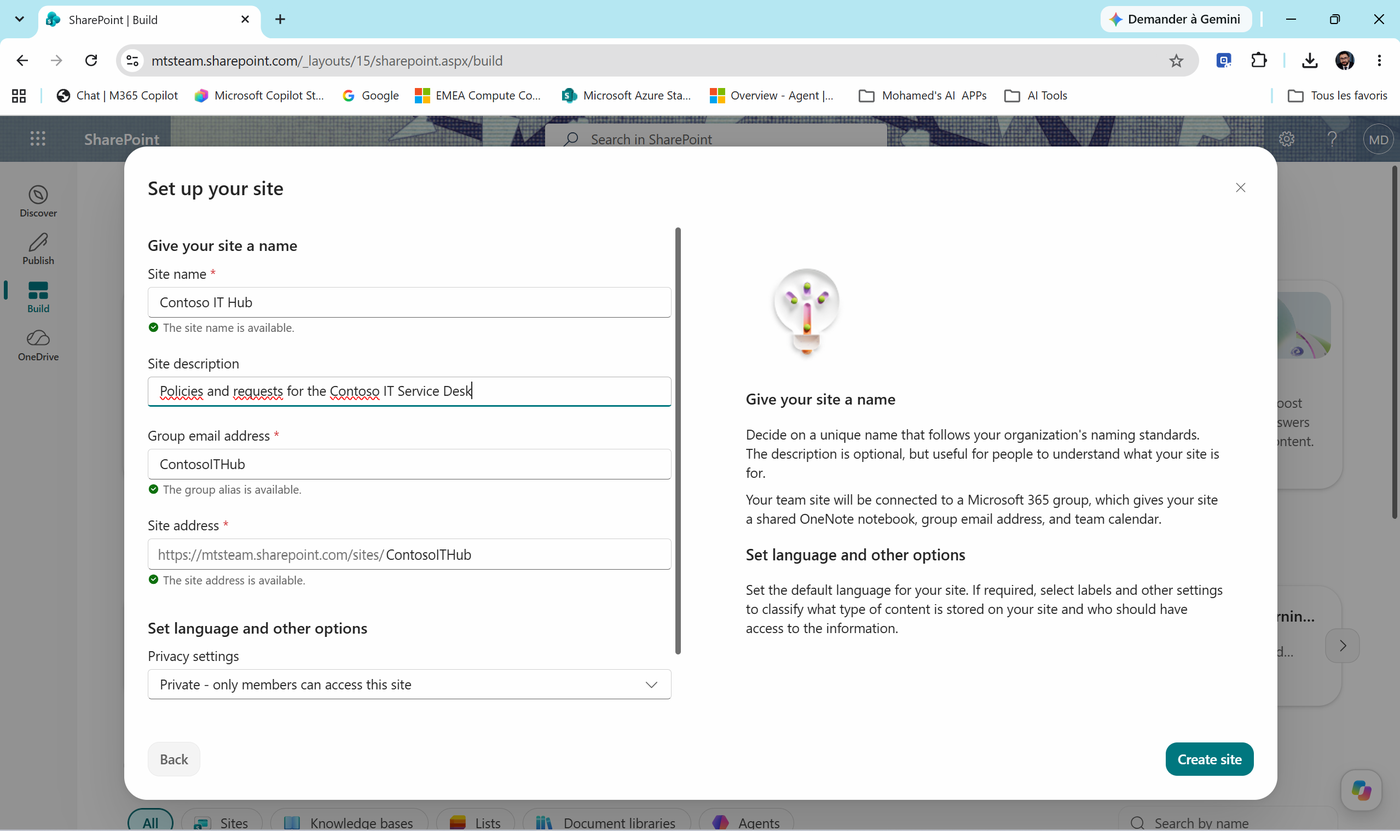 SharePoint | Build
Demander à Gemini
mtsteam.sharepoint.com/_layouts/15/sharepoint.aspx/build
Chat | M365 Copilot
Microsoft Copilot St...
Google
EMEA Compute Co...
Microsoft Azure Sta...
Overview - Agent |...
Mohamed's AI APPs
AI Tools
Tous les favoris
SharePoint
Search in SharePoint
MD
Discover
Publish
Build
OneDrive
Set up your site
Give your site a name
Site name *
Contoso IT Hub
The site name is available.
Site description
Policies and requests for the Contoso IT Service Desk
Group email address *
ContosoITHub
The group alias is available.
Site address *
https://mtsteam.sharepoint.com/sites/ContosoITHub
The site address is available.
Set language and other options
Privacy settings
Private - only members can access this site
Back
Give your site a name
Decide on a unique name that follows your organization's naming standards.
The description is optional, but useful for people to understand what your site is
for.
Your team site will be connected to a Microsoft 365 group, which gives your site
a shared OneNote notebook, group email address, and team calendar.
Set language and other options
Set the default language for your site. If required, select labels and other settings
to classify what type of content is stored on your site and who should have
access to the information.
Create site
All
Sites
Knowledge bases
Lists
Document libraries
Agents
Search by name